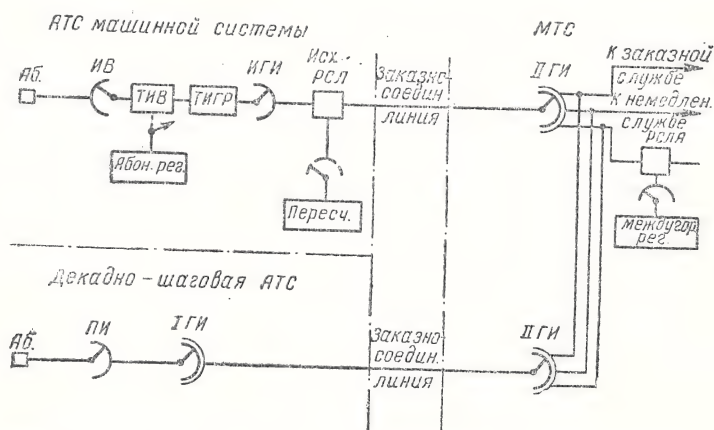 АТС машинной системы
МТС
Аб.
ИВ
ТИВ
ТИГР
ИГИ
Исх.
РСЛ
Заказно-
соедин.
линия
II ГИ
К заказной
службе
К немедлен.
службе
РСЛА
Абон. рег.
Пересч.
Междугор.
рег.
Декадно-шаговая АТС
Аб.
ПИ
I ГИ
Заказно-
соедин.
линия
II ГИ